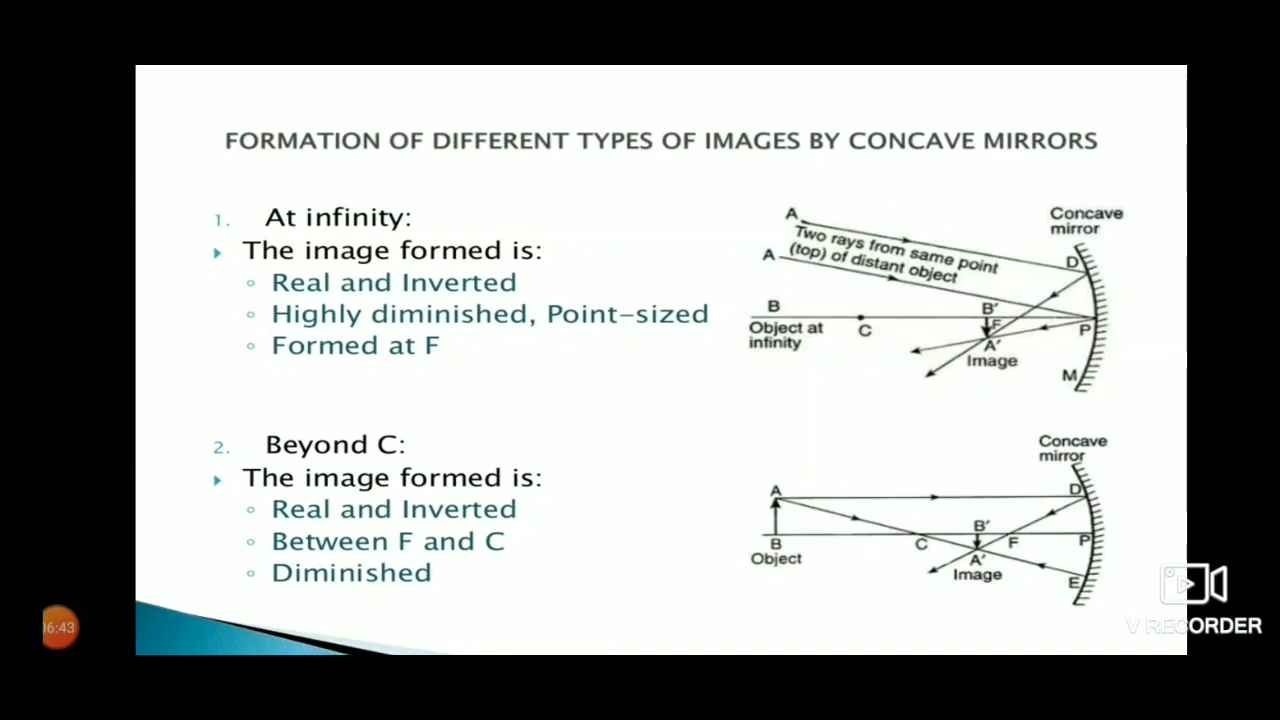 FORMATION OF DIFFERENT TYPES OF IMAGES BY CONCAVE MIRRORS
1. At infinity:
The image formed is:
Real and Inverted
Highly diminished, Point-sized
Formed at F
A
A
Two rays from same point
(top) of distant object
Concave
mirror
D
B
B'
Object at
infinity
C
F
P
A'
Image
M
2. Beyond C:
The image formed is:
Real and Inverted
Between F and C
Diminished
Concave
mirror
A
D
B'
B
C
F
P
Object
A'
Image
E
06:43
V RECORDER